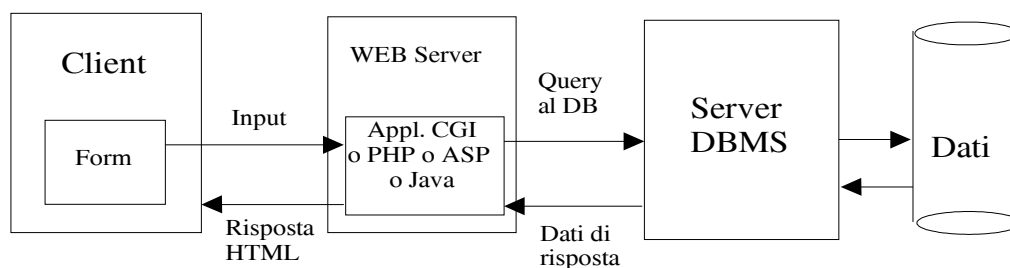 Client
Form
Input
Risposta
HTML
WEB Server
Appl. CGI
o PHP o ASP
o Java
Query
al DB
Dati di
risposta
Server
DBMS
Dati